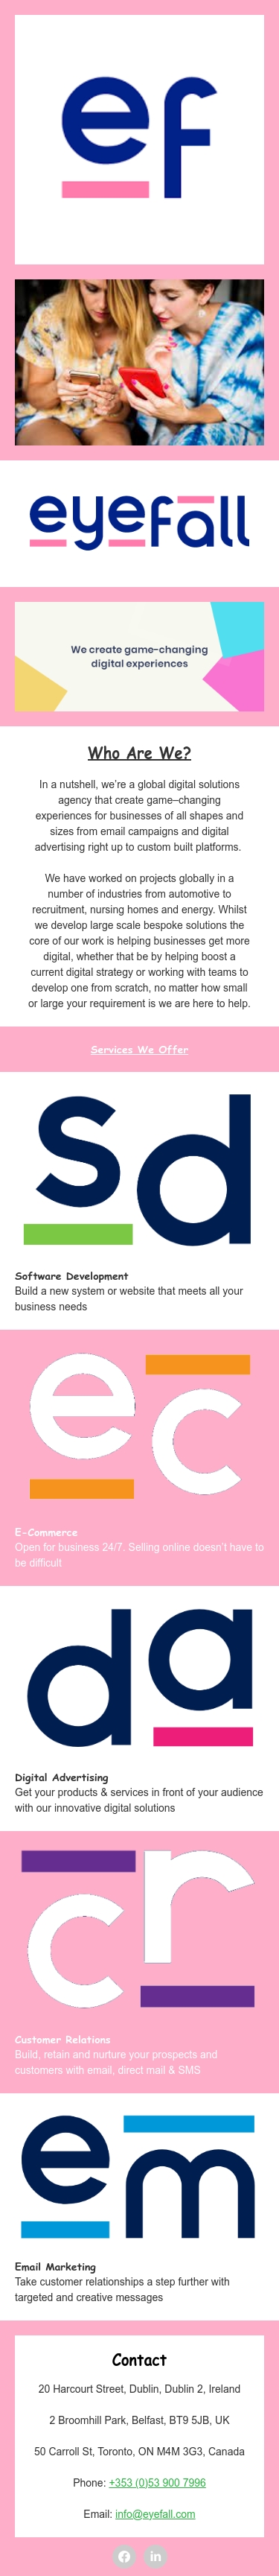 ef
eyefall
We create game-changing
digital experiences
Who Are We?
In a nutshell, we’re a global digital solutions
agency that create game–changing
experiences for businesses of all shapes and
sizes from email campaigns and digital
advertising right up to custom built platforms.
We have worked on projects globally in a
number of industries from automotive to
recruitment, nursing homes and energy. Whilst
we develop large scale bespoke solutions the
core of our work is helping businesses get more
digital, whether that be by helping boost a
current digital strategy or working with teams to
develop one from scratch, no matter how small
or large your requirement is we are here to help.
Services We Offer
sd
Software Development
Build a new system or website that meets all your
business needs
ec
E-Commerce
Open for business 24/7. Selling online doesn’t have to
be difficult
da
Digital Advertising
Get your products & services in front of your audience
with our innovative digital solutions
cr
Customer Relations
Build, retain and nurture your prospects and
customers with email, direct mail & SMS
em
Email Marketing
Take customer relationships a step further with
targeted and creative messages
Contact
20 Harcourt Street, Dublin, Dublin 2, Ireland
2 Broomhill Park, Belfast, BT9 5JB, UK
50 Carroll St, Toronto, ON M4M 3G3, Canada
Phone: +353 (0)53 900 7996
Email: info@eyefall.com
in